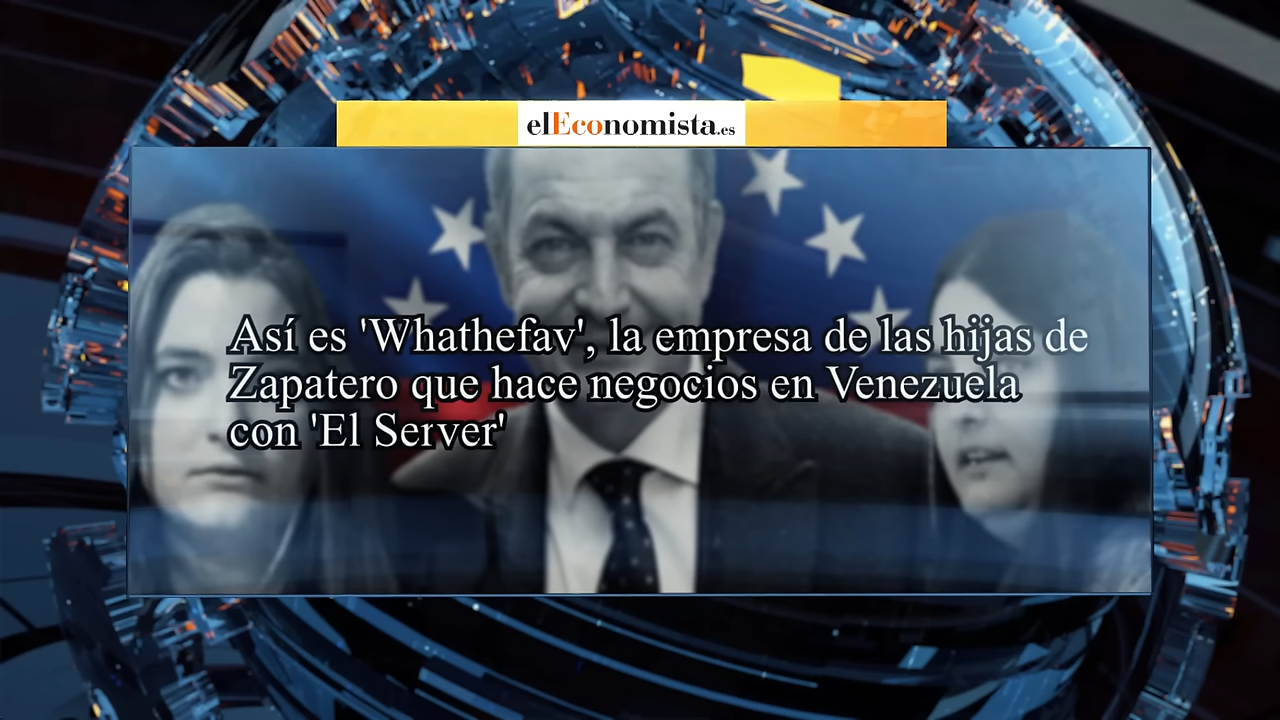 elEconomista.es
Así es 'Whathefav', la empresa de las hijas de
Zapatero que hace negocios en Venezuela
con 'El Server'